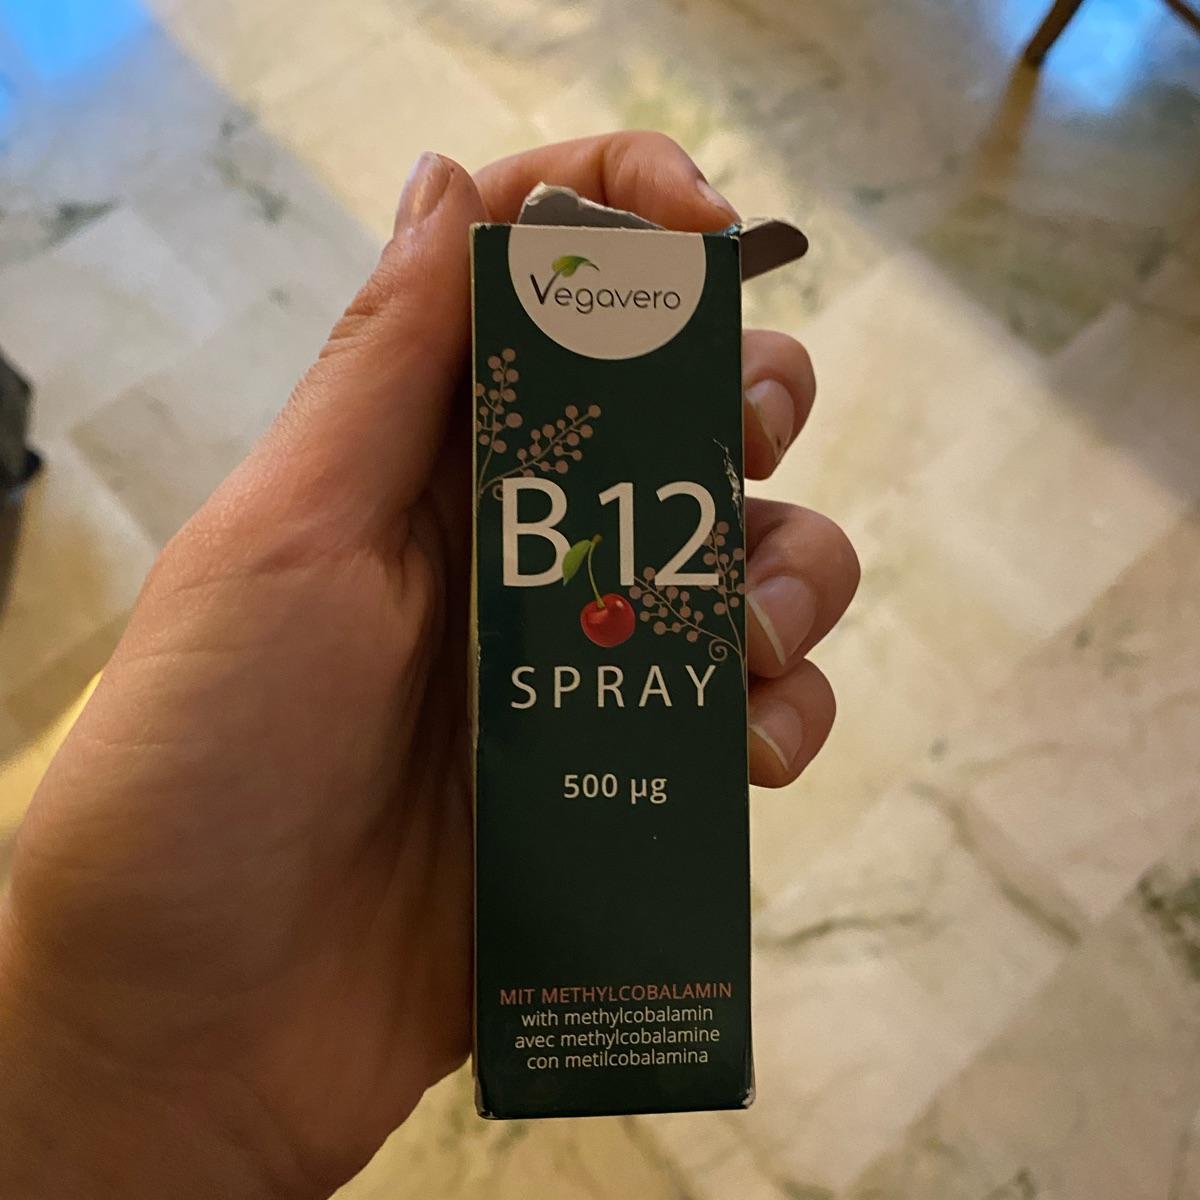 Vegavero
B12
SPRAY
500 µg
MIT METHYLCOBALAMIN
with methylcobalamin
avec methylcobalamine
con metilcobalamina